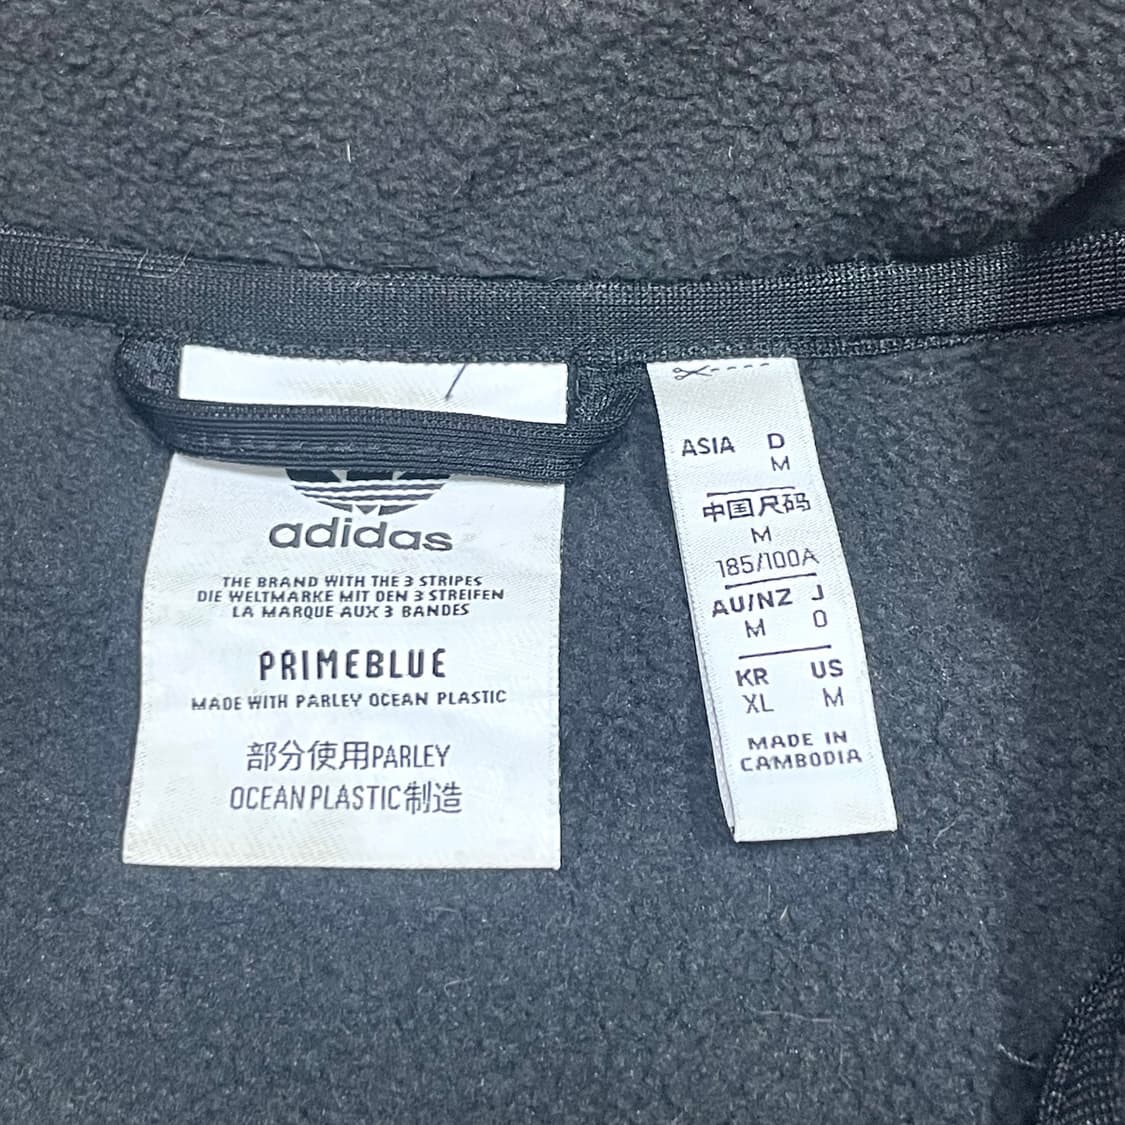 adidas
THE BRAND WITH THE 3 STRIPES
DIE WELTMARKE MIT DEN 3 STREIFEN
LA MARQUE AUX 3 BANDES
PRIMEBLUE
MADE WITH PARLEY OCEAN PLASTIC
部分使用PARLEY
OCEAN PLASTIC制造
ASIA D
M
中国尺码
M
185/100A
AU/NZ J
M O
KR US
XL M
MADE IN
CAMBODIA